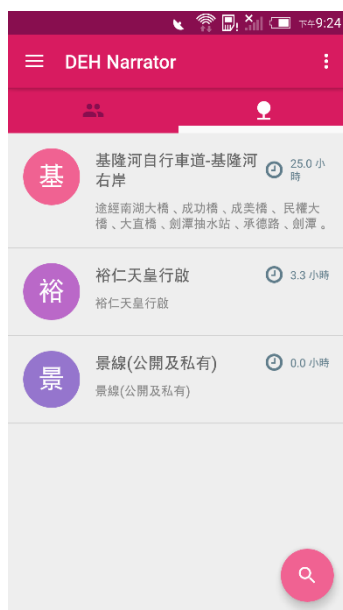 下午9:24
DEH Narrator
基
基隆河自行車道-基隆河
右岸
25.0 小
時
途經南湖大橋、成功橋、成美橋、民權大
橋、大直橋、劍潭抽水站、承德路、劍潭。
裕
裕仁天皇行啟
3.3 小時
裕仁天皇行啟
景
景線(公開及私有)
0.0 小時
景線(公開及私有)